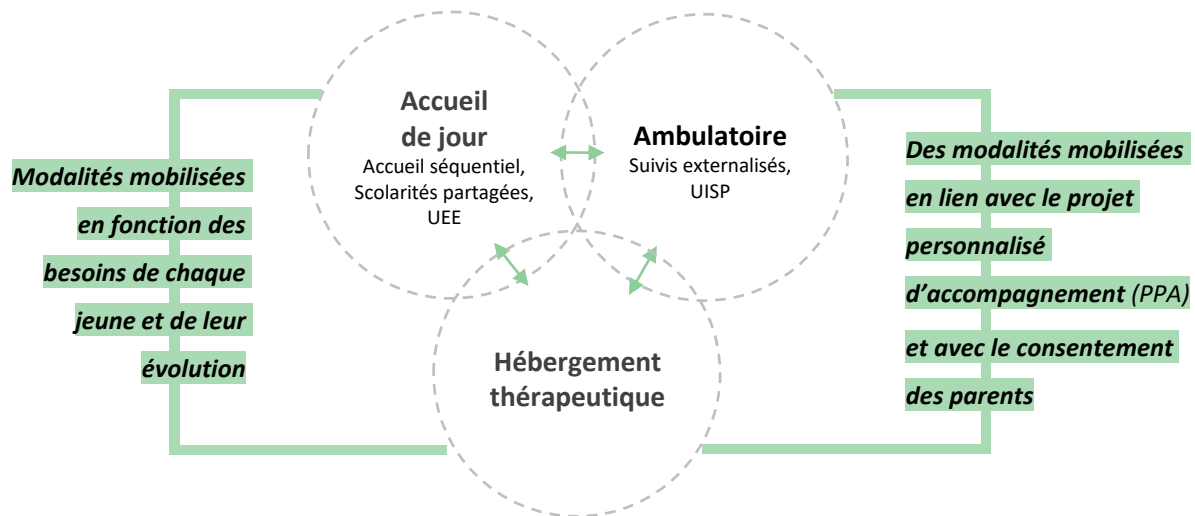 Accueil
de jour
Accueil séquentiel,
Scolarités partagées,
UEE
Ambulatoire
Suivis externalisés,
UISP
Hébergement
thérapeutique
Modalités mobilisées
en fonction des
besoins de chaque
jeune et de leur
évolution
Des modalités mobilisées
en lien avec le projet
personnalisé
d’accompagnement (PPA)
et avec le consentement
des parents